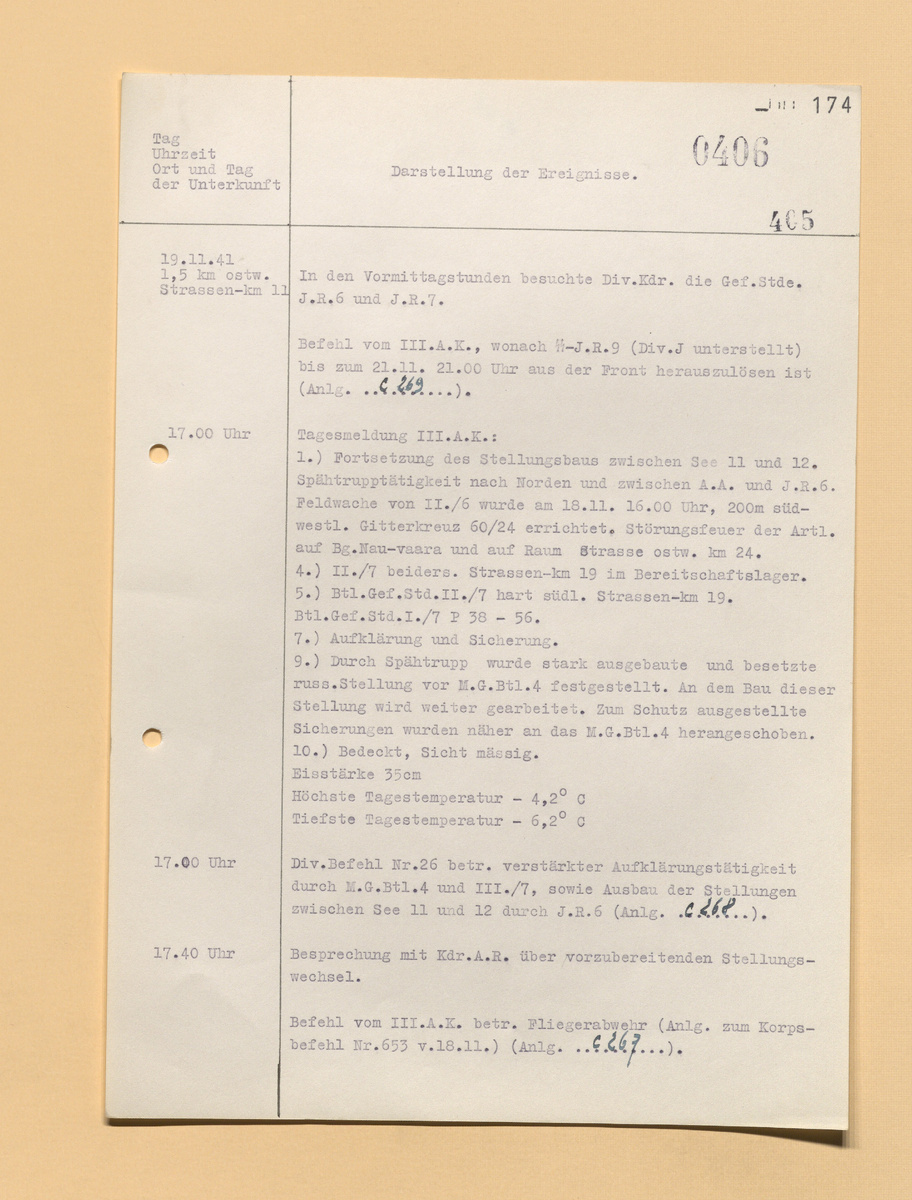 174
0406
Tag
Uhrzeit
Ort und Tag
der Unterkunft
Darstellung der Ereignisse.
405
19.11.41
1,5 km ostw.
Strassen-km 11
In den Vormittagstunden besuchte Div.Kdr. die Gef.Stde.
J.R.6 und J.R.7.
Befehl vom III.A.K., wonach ᛋᛋ-J.R.9 (Div.J unterstellt)
bis zum 21.11. 21.00 Uhr aus der Front herauszulösen ist
(Anlg. ..C 269....).
17.00 Uhr
Tagesmeldung III.A.K.:
1.) Fortsetzung des Stellungsbaus zwischen See 11 und 12.
Spähtrupptätigkeit nach Norden und zwischen A.A. und J.R.6.
Feldwache von II./6 wurde am 18.11. 16.00 Uhr, 200m süd-
westl. Gitterkreuz 60/24 errichtet. Störungsfeuer der Artl.
auf Bg.Nau-vaara und auf Raum Strasse ostw. km 24.
4.) II./7 beiders. Strassen-km 19 im Bereitschaftslager.
5.) Btl.Gef.Std.II./7 hart südl. Strassen-km 19.
Btl.Gef.Std.I./7 P 38 - 56.
7.) Aufklärung und Sicherung.
9.) Durch Spähtrupp wurde stark ausgebaute und besetzte
russ.Stellung vor M.G.Btl.4 festgestellt. An dem Bau dieser
Stellung wird weiter gearbeitet. Zum Schutz ausgestellte
Sicherungen wurden näher an das M.G.Btl.4 herangeschoben.
10.) Bedeckt, Sicht mässig.
Eisstärke 35cm
Höchste Tagestemperatur - 4,2° C
Tiefste Tagestemperatur - 6,2° C
17.00 Uhr
Div.Befehl Nr.26 betr. verstärkter Aufklärungstätigkeit
durch M.G.Btl.4 und III./7, sowie Ausbau der Stellungen
zwischen See 11 und 12 durch J.R.6 (Anlg. .C 268..).
17.40 Uhr
Besprechung mit Kdr.A.R. über vorzubereitenden Stellungs-
wechsel.
Befehl vom III.A.K. betr. Fliegerabwehr (Anlg. zum Korps-
befehl Nr.653 v.18.11.) (Anlg. ..C 267...).